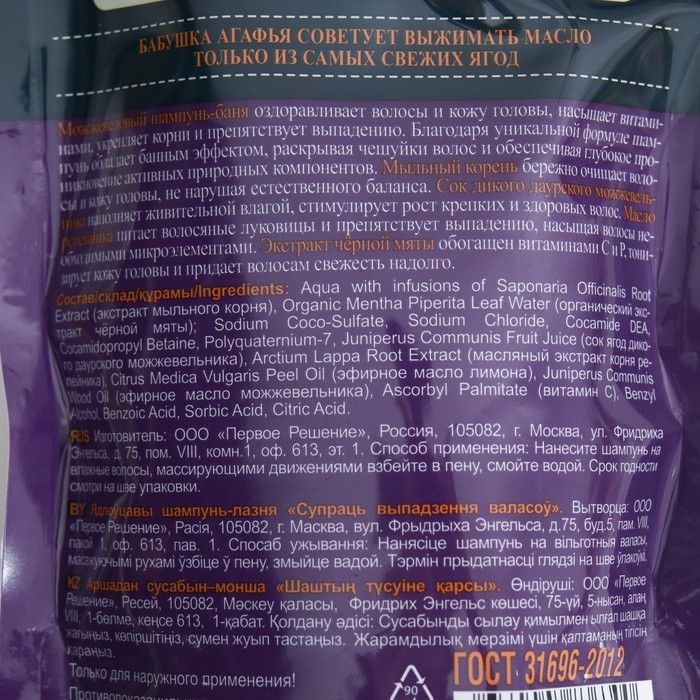 БАБУШКА АГАФЬЯ СОВЕТУЕТ ВЫЖИМАТЬ МАСЛО
ТОЛЬКО ИЗ САМЫХ СВЕЖИХ ЯГОД
Можжевеловый шампунь-баня оздоравливает волосы и кожу головы, насыщает витами-
нами, укрепляет корни и препятствует выпадению. Благодаря уникальной формуле шам-
пунь обладает банным эффектом, раскрывая чешуйки волос и обеспечивая глубокое про-
никновение активных природных компонентов. Мыльный корень бережно очищает воло-
сы и кожу головы, не нарушая естественного баланса. Сок дикого даурского можжевель-
ника наполняет живительной влагой, стимулирует рост крепких и здоровых волос. Масло
репейника питает волосяные луковицы и препятствует выпадению, насыщая волосы не-
обходимыми микроэлементами. Экстракт чёрной мяты обогащен витаминами С и Р, тони-
зирует кожу головы и придает волосам свежесть надолго.
Состав/склад/құрамы/Ingredients: Aqua with infusions of Saponaria Officinalis Root
Extract (экстракт мыльного корня), Organic Mentha Piperita Leaf Water (органический экс-
тракт чёрной мяты); Sodium Coco-Sulfate, Sodium Chloride, Cocamide DEA,
Cocamidopropyl Betaine, Polyquaternium-7, Juniperus Communis Fruit Juice (сок ягод дико-
го даурского можжевельника), Arctium Lappa Root Extract (масляный экстракт корня ре-
пейника), Citrus Medica Vulgaris Peel Oil (эфирное масло лимона), Juniperus Communis
Wood Oil (эфирное масло можжевельника), Ascorbyl Palmitate (витамин С), Benzyl
Alcohol, Benzoic Acid, Sorbic Acid, Citric Acid.
RUS Изготовитель: ООО «Первое Решение», Россия, 105082, г. Москва, ул. Фридриха
Энгельса, д. 75, пом. VIII, комн.1, оф. 613, эт. 1. Способ применения: Нанесите шампунь на
влажные волосы, массирующими движениями взбейте в пену, смойте водой. Срок годности
смотри на шве упаковки.
BY Ядлоўцавы шампунь-лазня «Супраць выпадзення валасоў». Вытворца: ООО
«Первое Решение», Расія, 105082, г. Москва, вул. Фрыдрыха Энгельса, д.75, буд.5, пам. VIII,
пакой 1, оф. 613, пав. 1. Спосаб ужывання: Нанясіце шампунь на вільготныя валасы,
масажуючымі рухамі ўзбіце ў пену, змыйце вадой. Тэрмін прыдатнасці глядзі на шве ўпакоўкі.
KZ Аршадан сусабын-монша «Шаштың түсуіне қарсы». Өндіруші: ООО «Первое
Решение», Ресей, 105082, Мәскеу қаласы, Фридрих Энгельс көшесі, 75-үй, 5-нысан, алаң
VIII, 1-бөлме, кеңсе 613, 1-қабат. Қолдану әдісі: Сусабынды сылау қимылмен ылғал шашқа
жағыңыз, көпіршітіңіз, сумен жуып тастаңыз. Жарамдылық мерзімі үшін қаптаманың тігісін
қараңыз.
Только для наружного применения!
ГОСТ 31696-2012
90
Противопоказаний